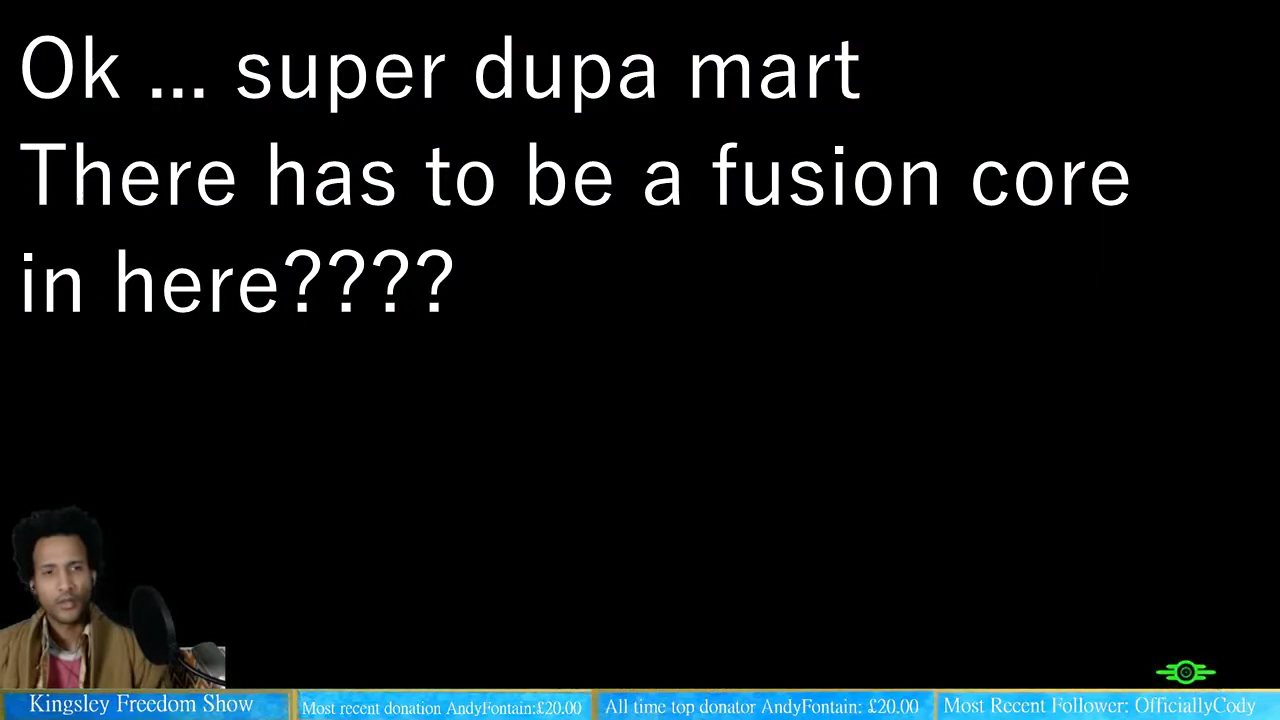 Ok ... super dupa mart
There has to be a fusion core
in here????
Kingsley Freedom Show
Most recent donation AndyFontain:£20.00
All time top donator AndyFontain: £20.00
Most Recent Follower: OfficiallyCody